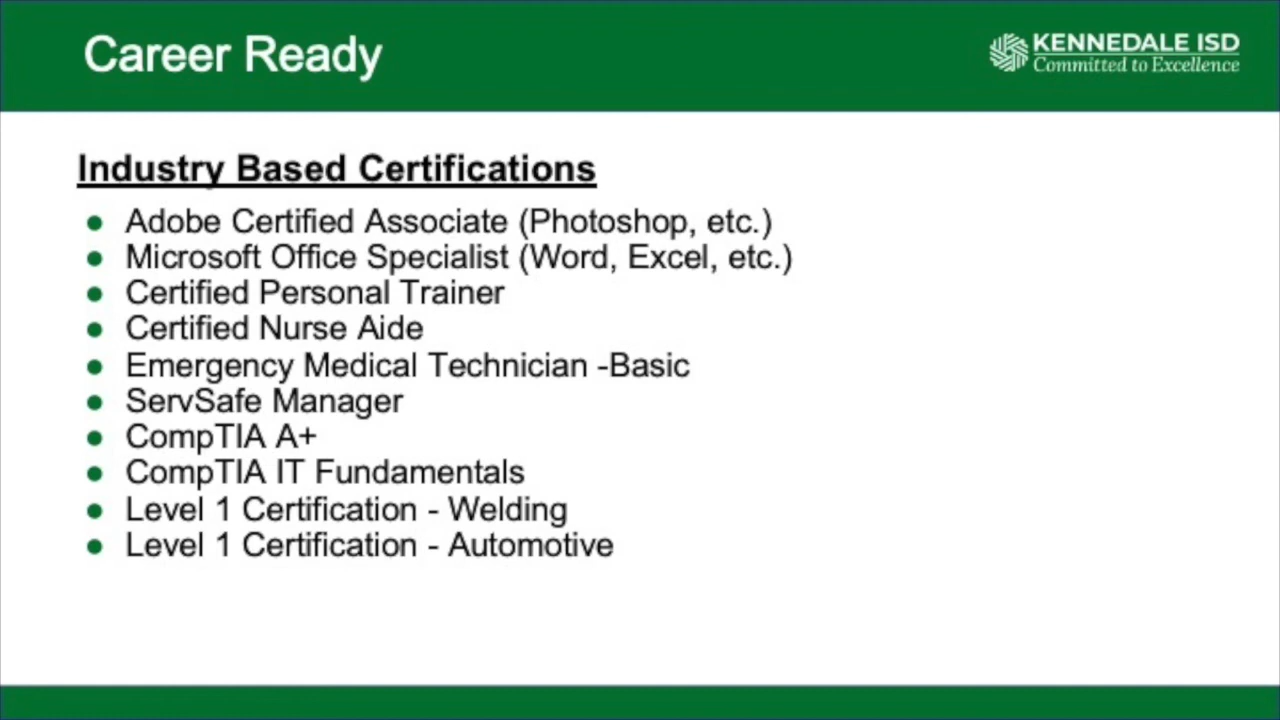 Career Ready
KENNEDALE ISD
Committed to Excellence
Industry Based Certifications
● Adobe Certified Associate (Photoshop, etc.)
● Microsoft Office Specialist (Word, Excel, etc.)
● Certified Personal Trainer
● Certified Nurse Aide
● Emergency Medical Technician -Basic
● ServSafe Manager
● CompTIA A+
● CompTIA IT Fundamentals
● Level 1 Certification - Welding
● Level 1 Certification - Automotive